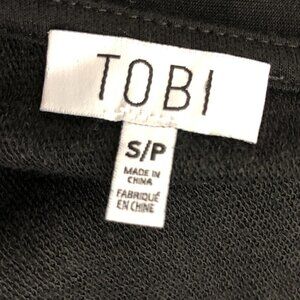 TOBI
S/P
MADE IN
CHINA
FABRIQUÉ
EN CHINE